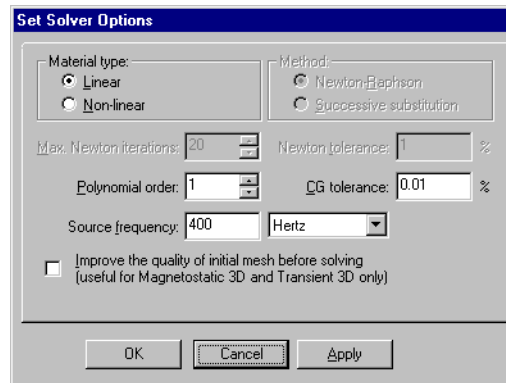 Set Solver Options
Material type:
Linear
Non-linear
Method:
Newton-Raphson
Successive substitution
Max. Newton iterations: 20
Newton tolerance: 1 %
Polynomial order: 1
CG tolerance: 0.01 %
Source frequency: 400 Hertz
Improve the quality of initial mesh before solving
(useful for Magnetostatic 3D and Transient 3D only)
OK Cancel Apply